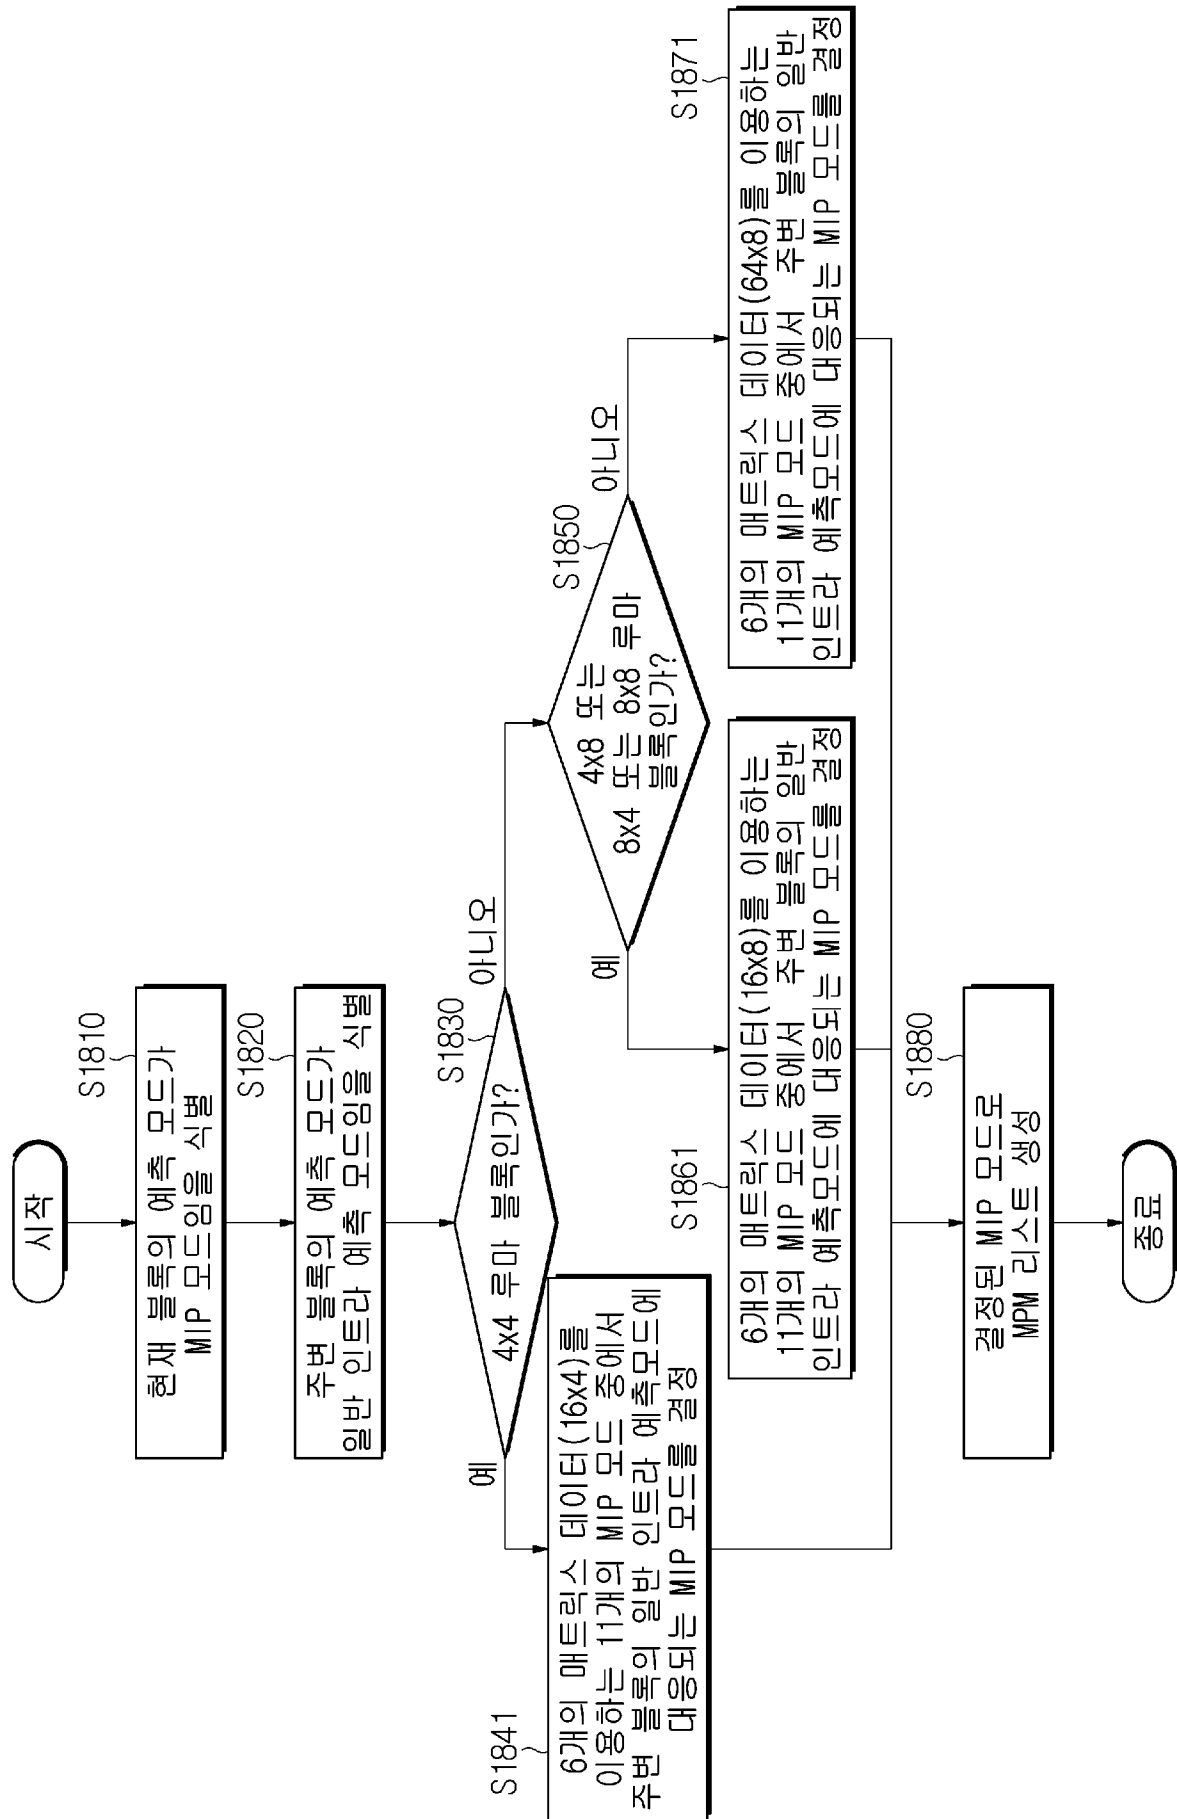 시작
S1810
현재 블록의 예측 모드가
MIP 모드임을 식별
S1820
주변 블록의 예측 모드가
일반 인트라 예측 모드임을 식별
S1830
4x4 루마 블록인가?
예
아니오
S1841
6개의 매트릭스 데이터(16x4)를
이용하는 11개의 MIP 모드 중에서
주변 블록의 일반 인트라 예측모드에
대응되는 MIP 모드를 결정
S1850
4x8 또는
8x4 또는 8x8 루마
블록인가?
예
아니오
S1861
6개의 매트릭스 데이터(16x8)를 이용하는
11개의 MIP 모드 중에서 주변 블록의 일반
인트라 예측모드에 대응되는 MIP 모드를 결정
S1871
6개의 매트릭스 데이터(64x8)를 이용하는
11개의 MIP 모드 중에서 주변 블록의 일반
인트라 예측모드에 대응되는 MIP 모드를 결정
S1880
결정된 MIP 모드로
MPM 리스트 생성
종료